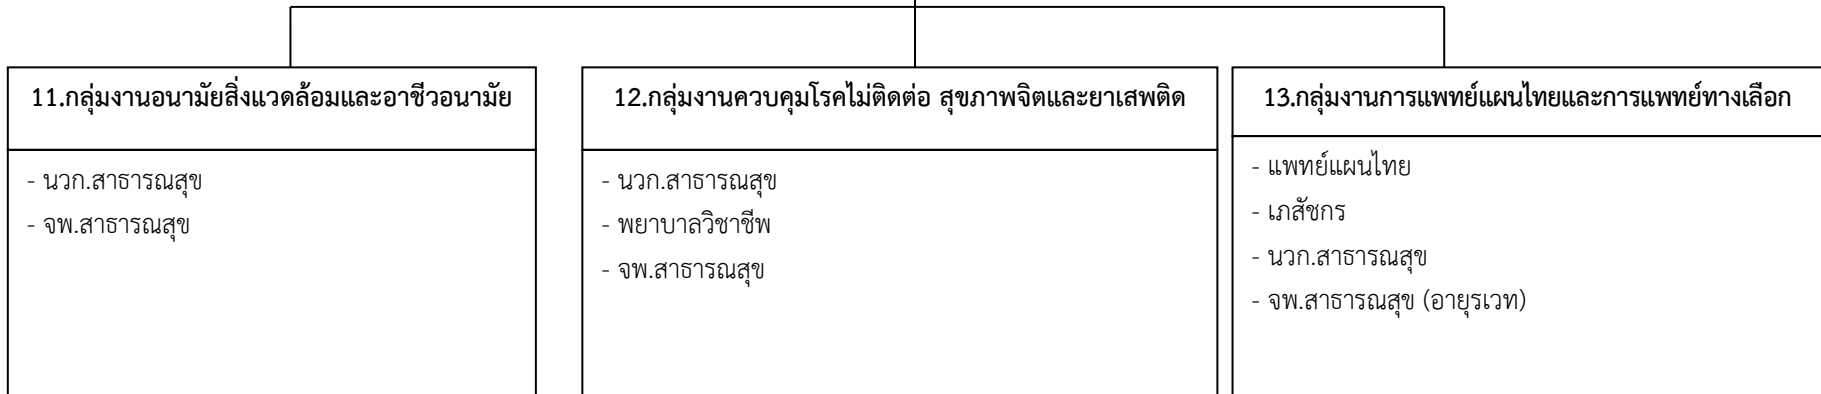 11.กลุ่มงานอนามัยสิ่งแวดล้อมและอาชีวอนามัย
- นวก.สาธารณสุข
- จพ.สาธารณสุข
12.กลุ่มงานควบคุมโรคไม่ติดต่อ สุขภาพจิตและยาเสพติด
- นวก.สาธารณสุข
- พยาบาลวิชาชีพ
- จพ.สาธารณสุข
13.กลุ่มงานการแพทย์แผนไทยและการแพทย์ทางเลือก
- แพทย์แผนไทย
- เภสัชกร
- นวก.สาธารณสุข
- จพ.สาธารณสุข (อายุรเวท)